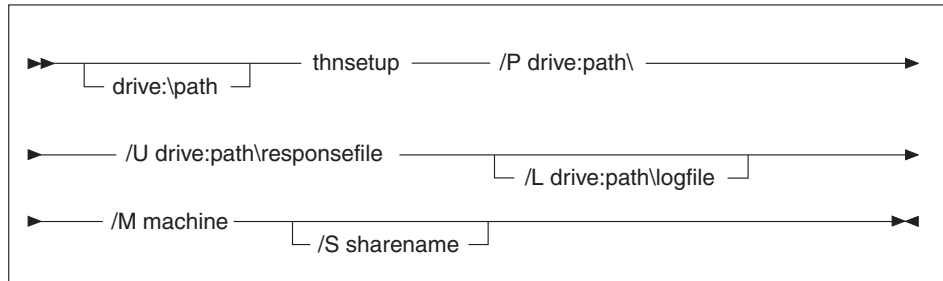 thnsetup /P drive:path\
drive:\path
/U drive:path\responsefile
/L drive:path\logfile
/M machine
/S sharename